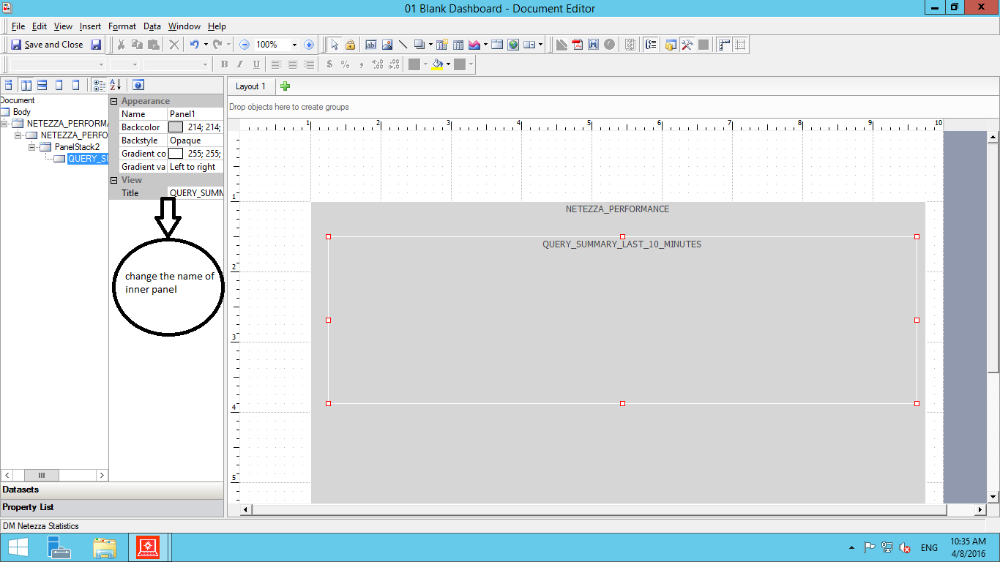 01 Blank Dashboard - Document Editor
File Edit View Insert Format Data Window Help
Save and Close
100%
B I U
$ % ,
Document
Body
NETEZZA_PERFORMA
NETEZZA_PERFO
PanelStack2
QUERY_SU
Appearance
Name Panel1
Backcolor 214; 214;
Backstyle Opaque
Gradient co 255; 255;
Gradient va Left to right
View
Title QUERY_SUMM
change the name of
inner panel
Datasets
Property List
Layout 1
Drop objects here to create groups
1 2 3 4 5 6 7 8 9 10
1
2
3
4
5
NETEZZA_PERFORMANCE
QUERY_SUMMARY_LAST_10_MINUTES
DM Netezza Statistics
ENG
10:35 AM
4/8/2016